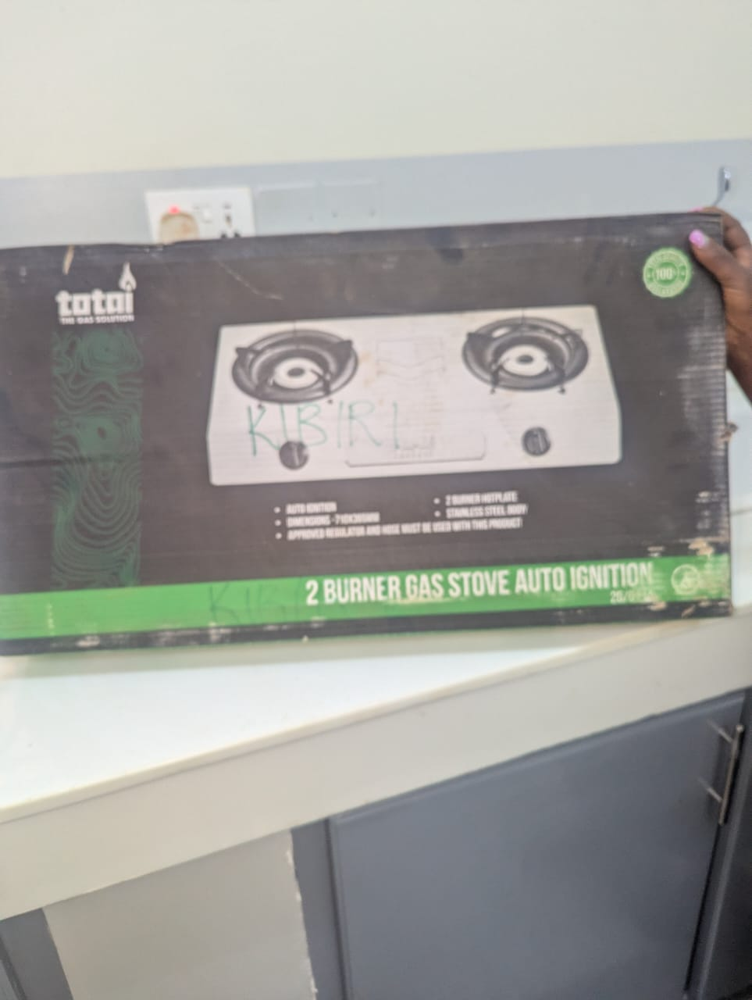 totai
THE GAS SOLUTION
100%
KIBIRI
• AUTO IGNITION
• 2 BURNER HOTPLATE
• STAINLESS STEEL BODY
• APPROVED REGULATOR AND HOSE MUST BE USED WITH THIS PRODUCT
2 BURNER GAS STOVE AUTO IGNITION